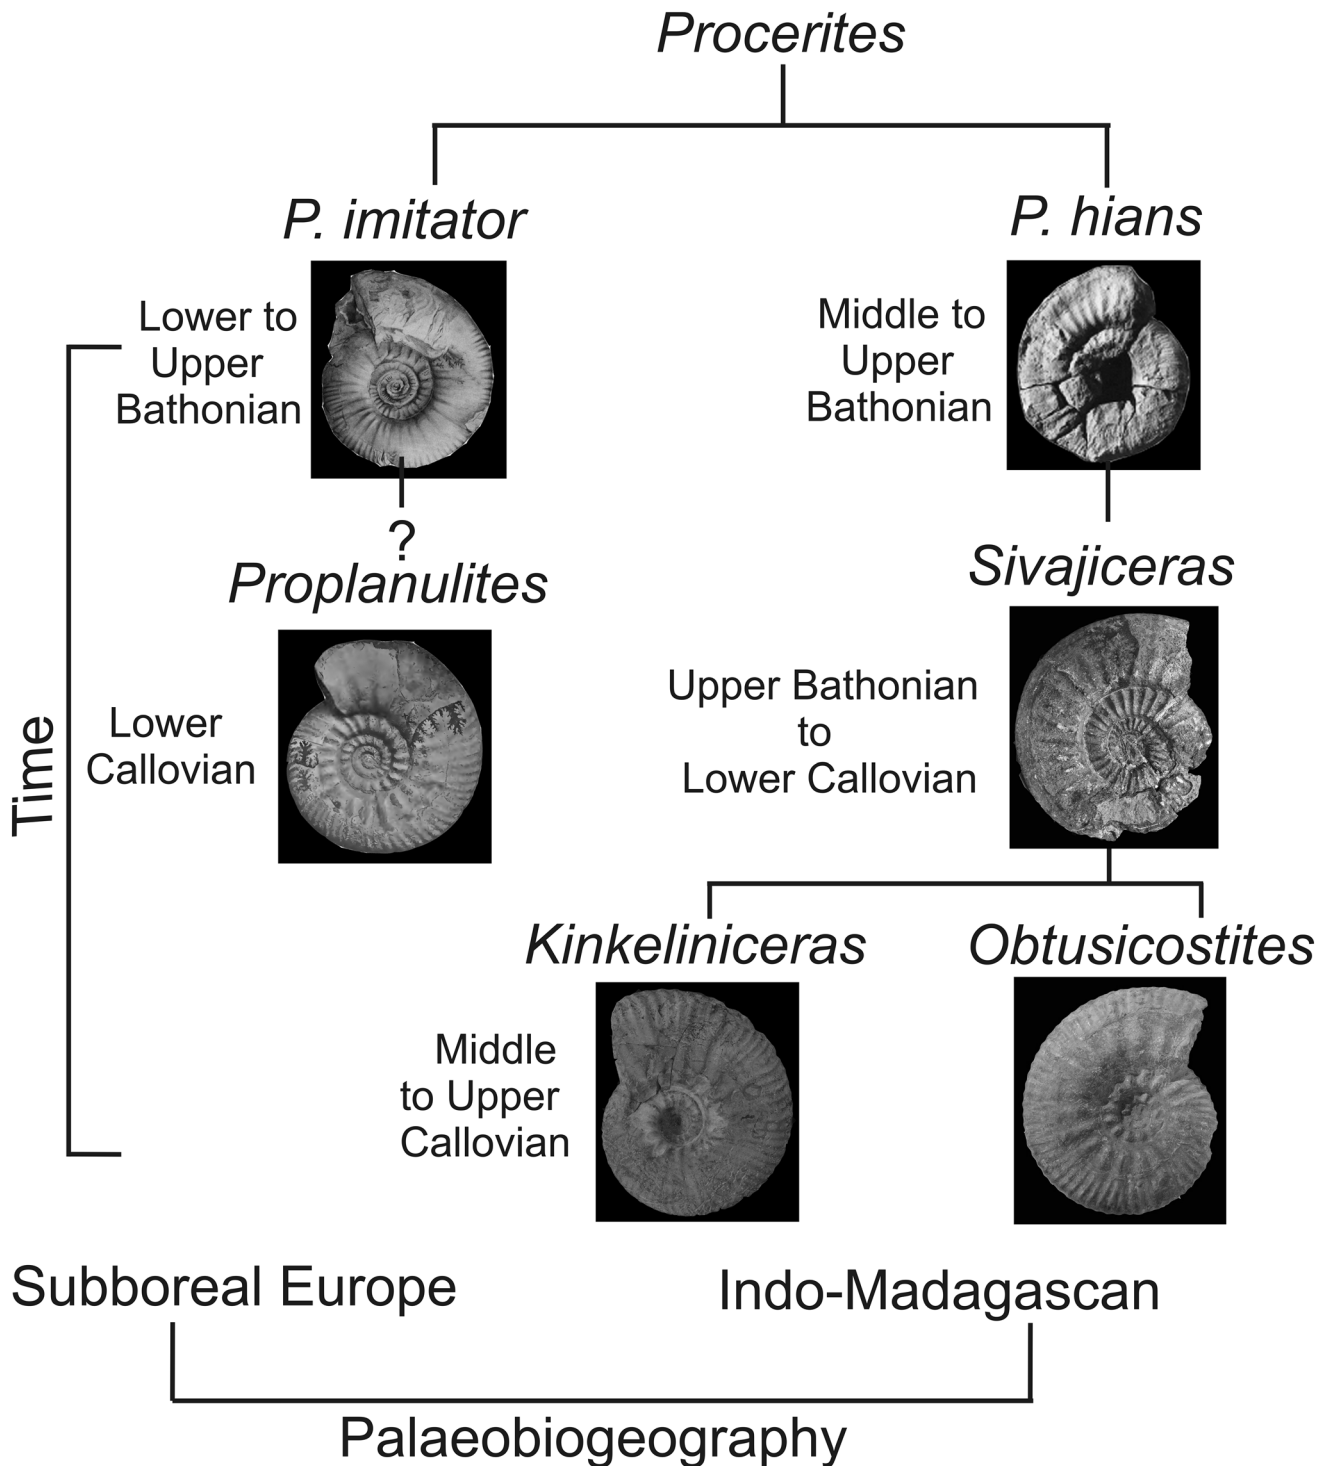 Procerites
P. imitator
P. hians
Lower to
Upper
Bathonian
Middle to
Upper
Bathonian
?
Proplanulites
Sivajiceras
Lower
Callovian
Upper Bathonian
to
Lower Callovian
Time
Kinkeliniceras
Obtusicostites
Middle
to Upper
Callovian
Subboreal Europe
Indo-Madagascan
Palaeobiogeography